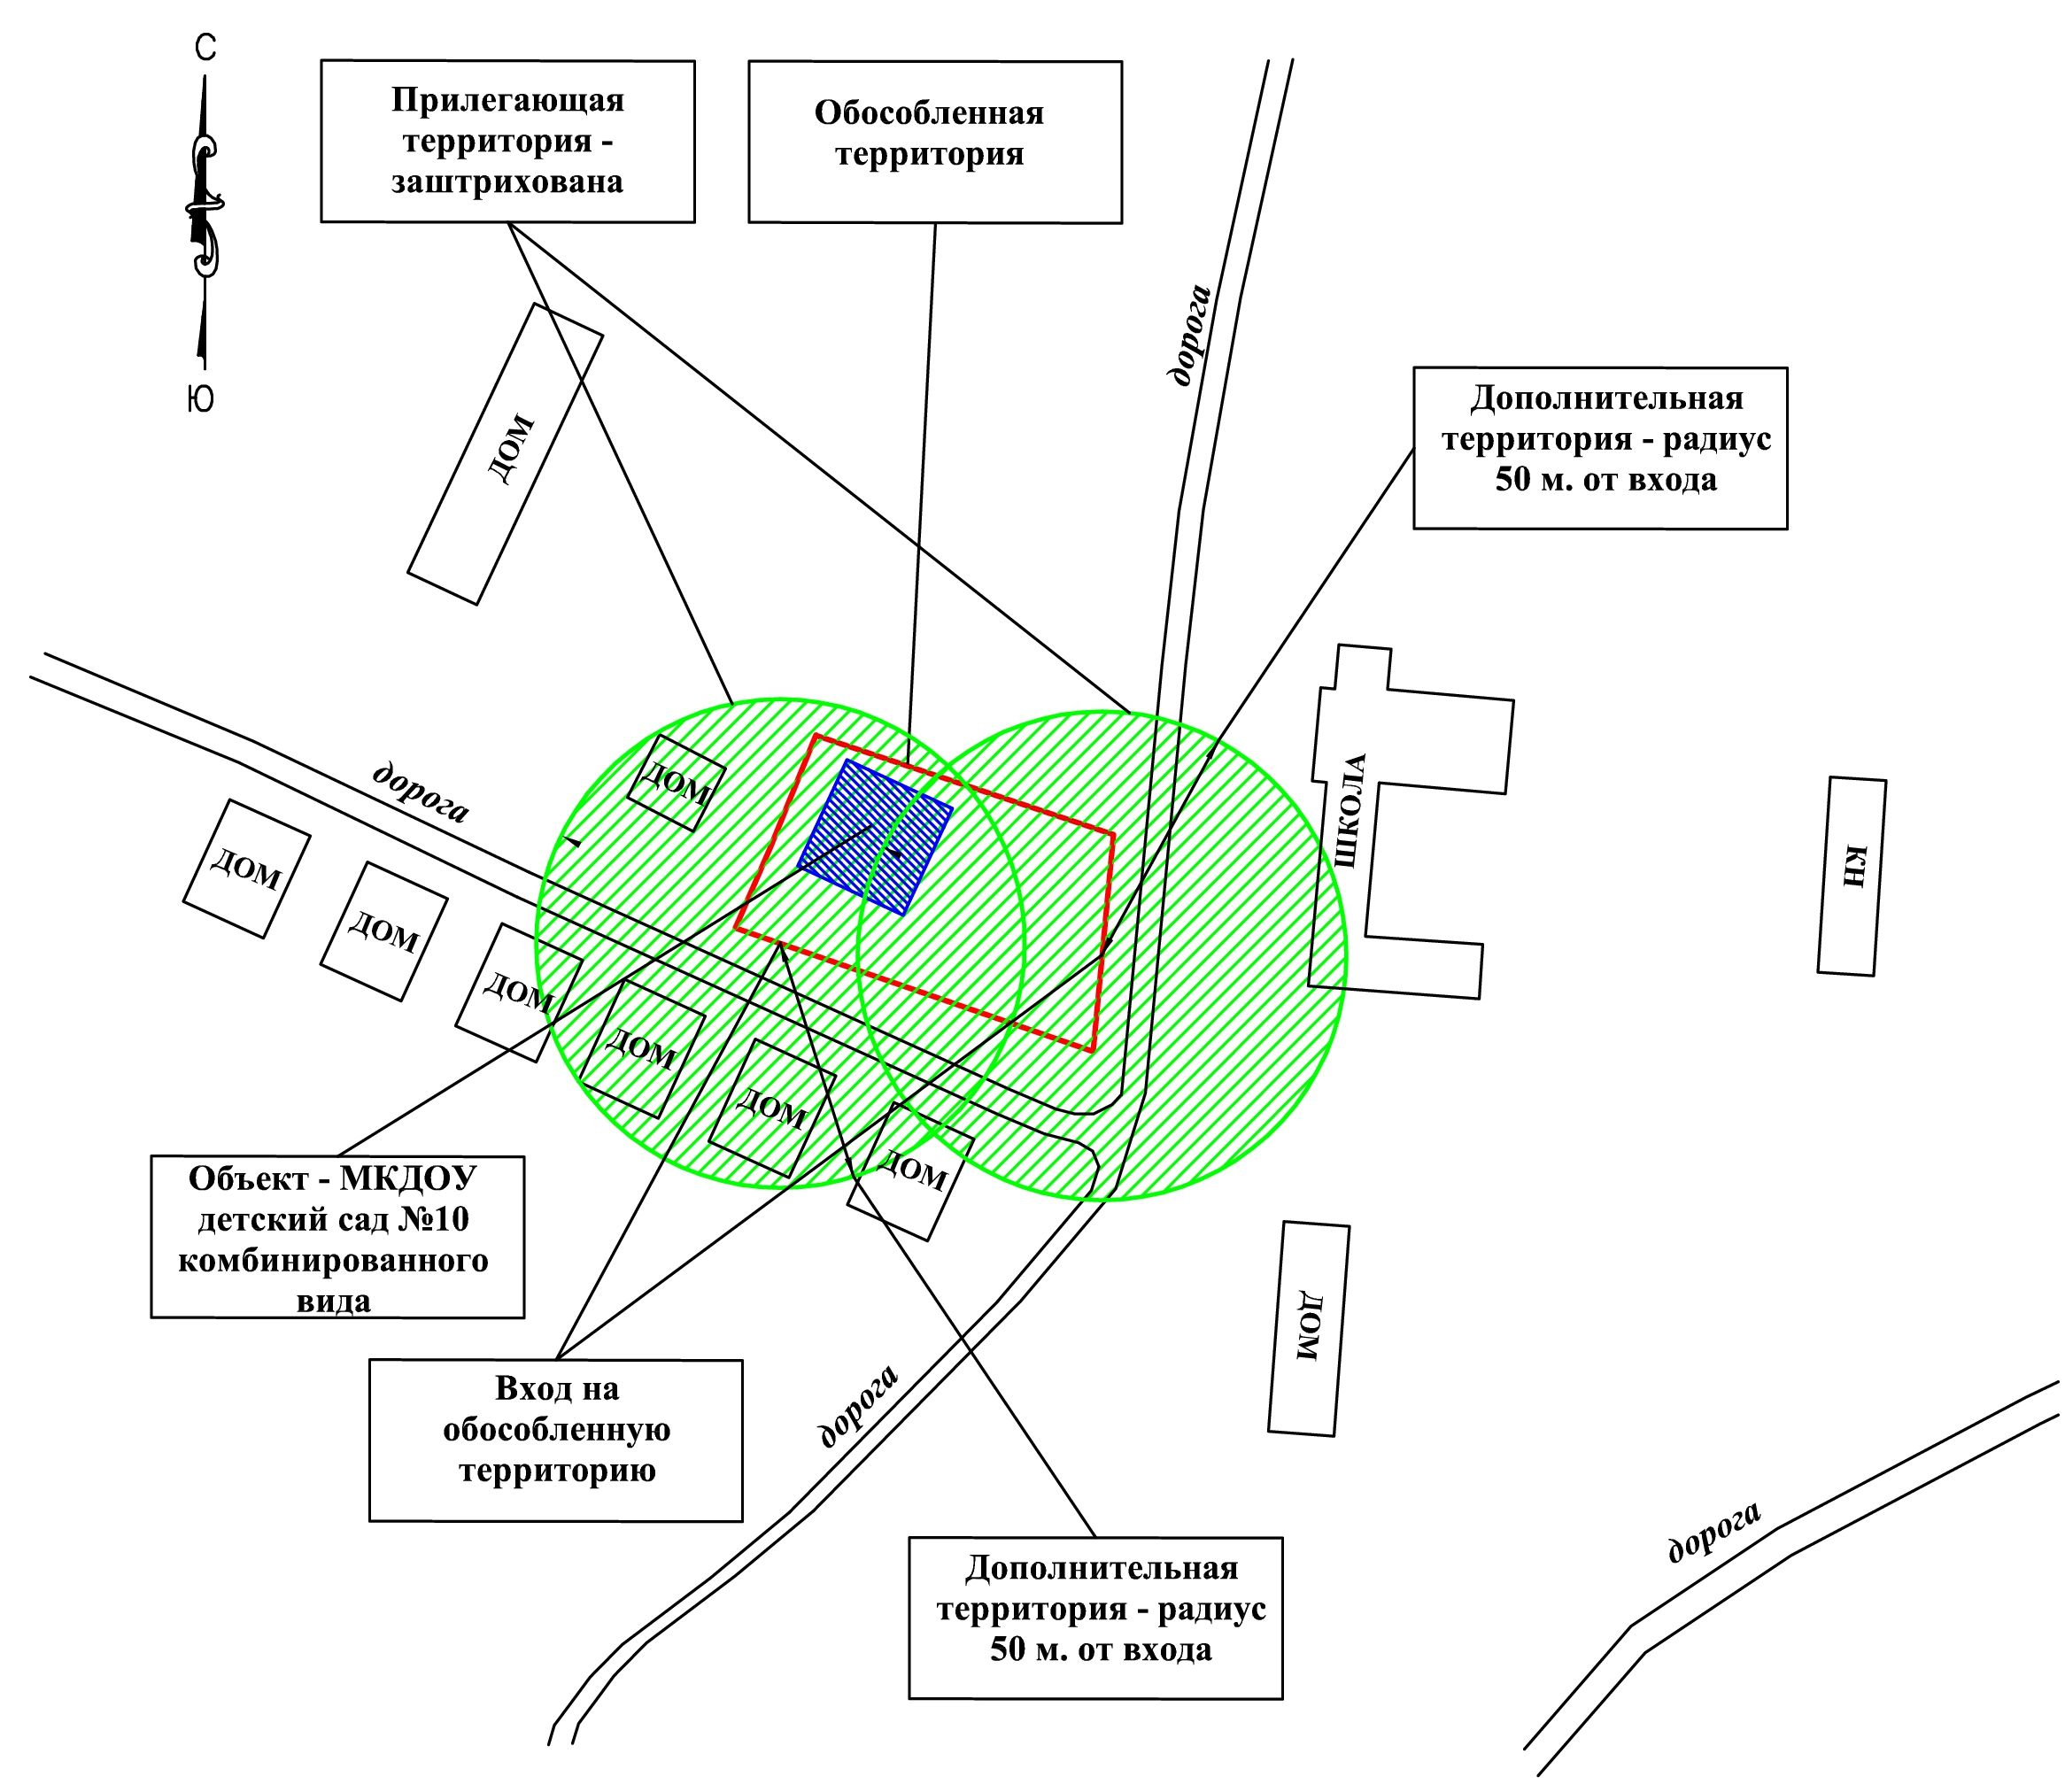 С
Ю
Прилегающая
территория -
заштрихована
Обособленная
территория
дорога
ДОМ
Дополнительная
территория - радиус
50 м. от входа
дорога
ДОМ
ШКОЛА
КН
ДОМ
ДОМ
ДОМ
ДОМ
ДОМ
ДОМ
Объект - МКДОУ
детский сад №10
комбинированного
вида
ДОМ
Вход на
обособленную
территорию
дорога
дорога
Дополнительная
территория - радиус
50 м. от входа